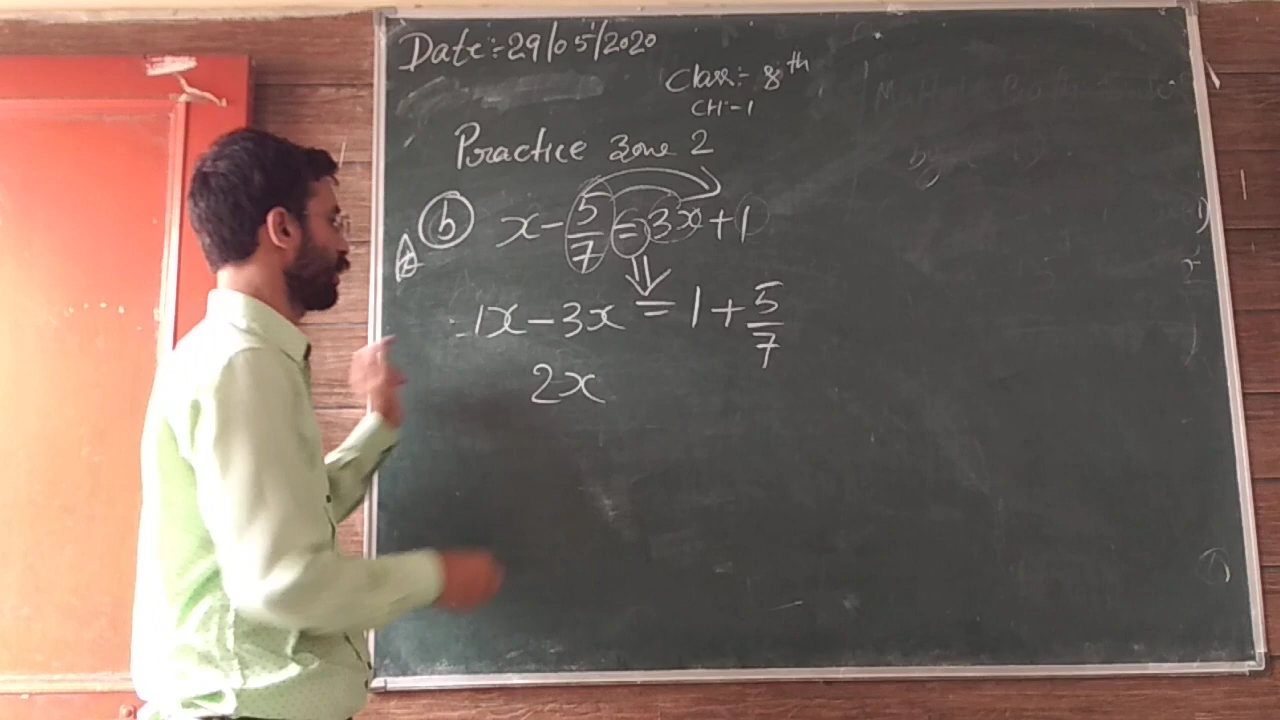 Date:-29/05/2020
Class:- 8th
CH:-1
Practice Zone 2
(b) x - 5/7 = 3x + 1
1x - 3x = 1 + 5/7
2x